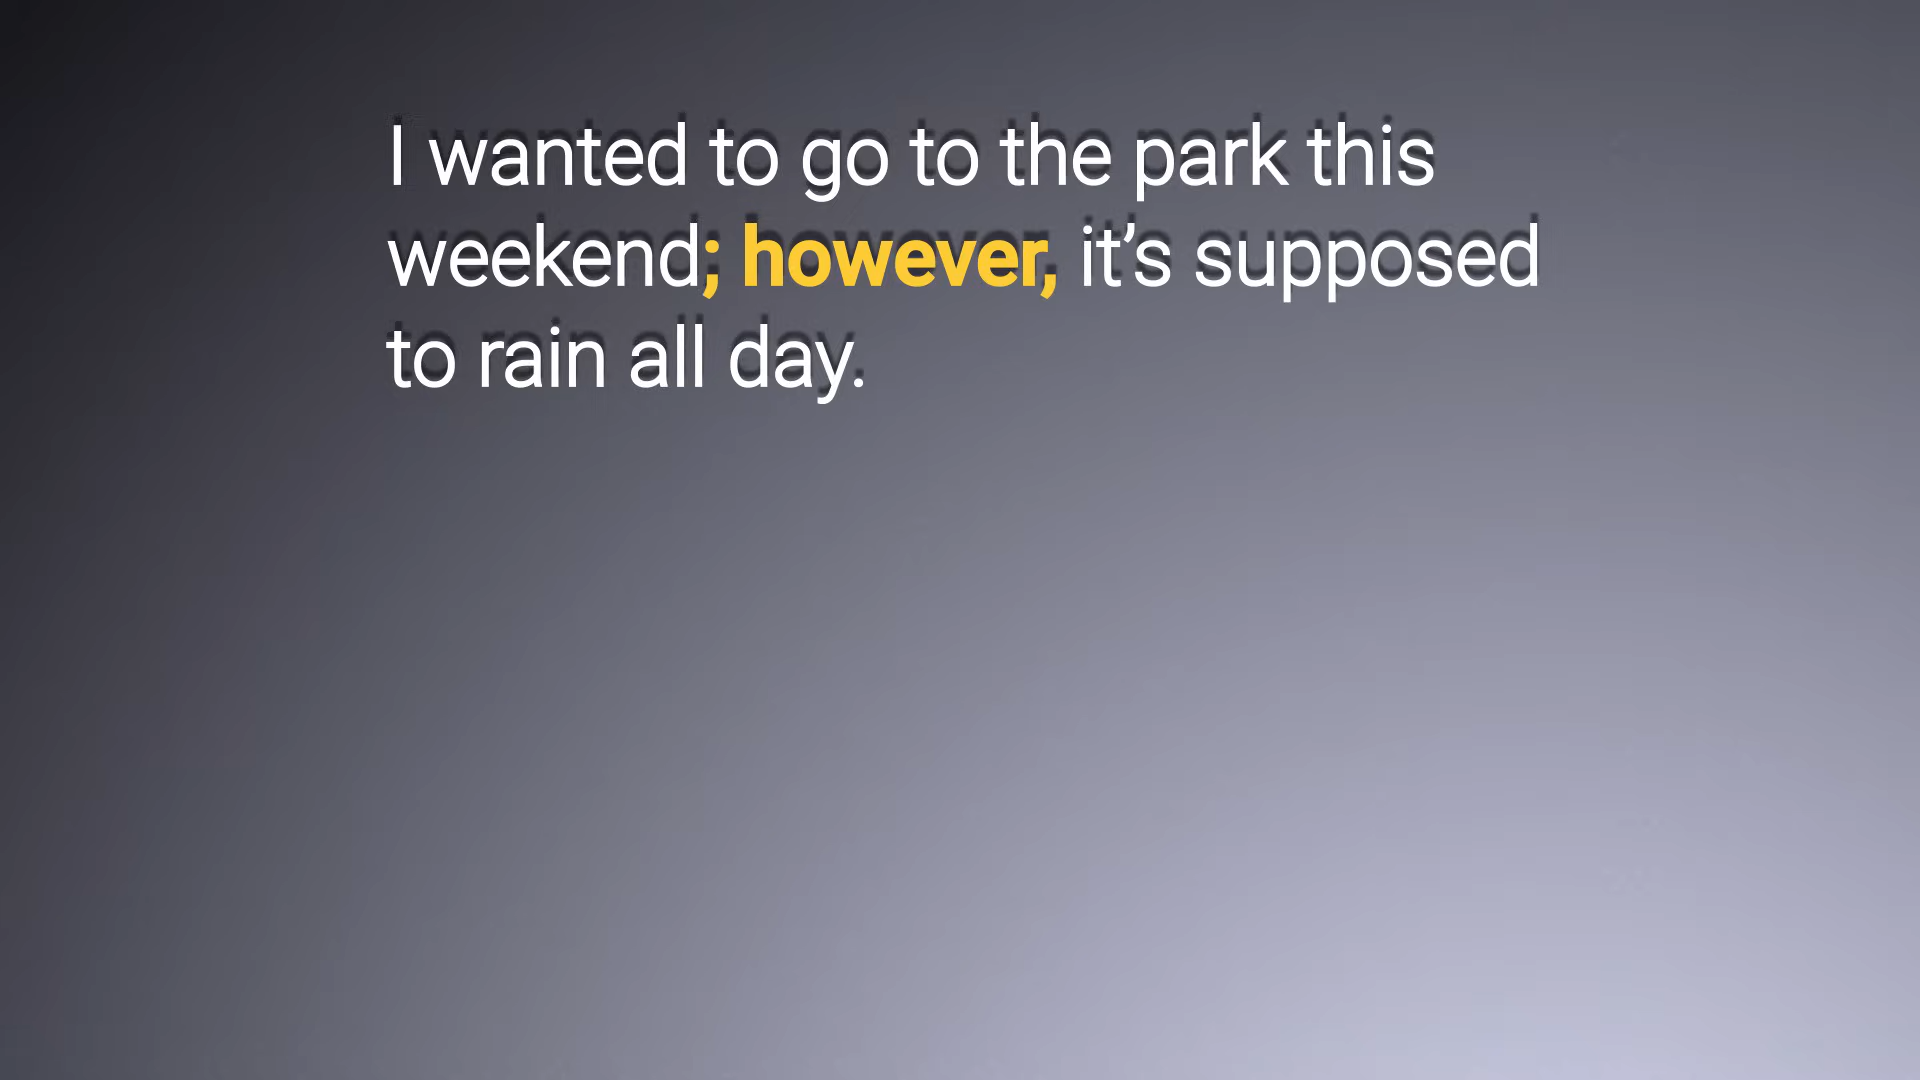 I wanted to go to the park this
weekend; however, it’s supposed
to rain all day.